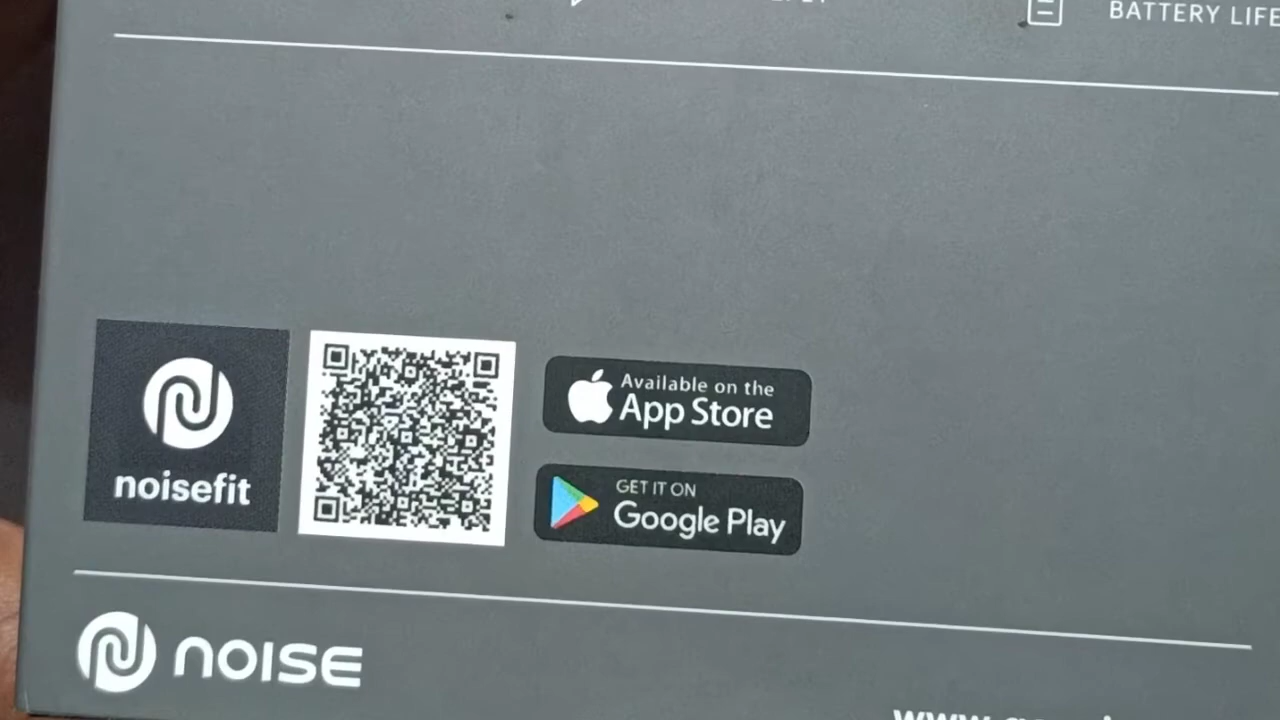 BATTERY LIFE
noisefit
Available on the
App Store
GET IT ON
Google Play
NOISE